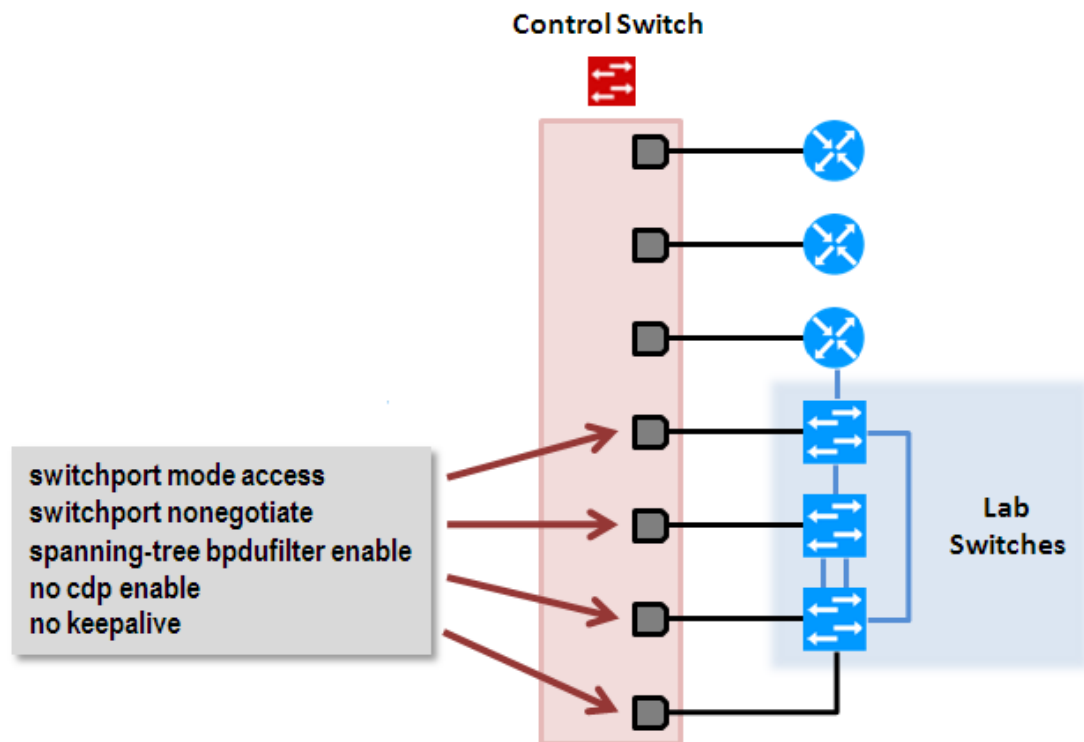 Control Switch
switchport mode access
switchport nonegotiate
spanning-tree bpdufilter enable
no cdp enable
no keepalive
Lab
Switches